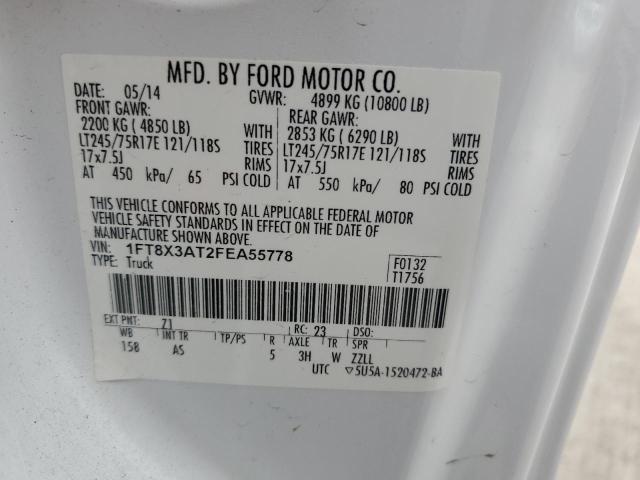 MFD. BY FORD MOTOR CO.
DATE: 05/14 GVWR: 4899 KG (10800 LB)
FRONT GAWR: REAR GAWR:
2200 KG ( 4850 LB) WITH 2853 KG ( 6290 LB) WITH
LT245/75R17E 121/118S TIRES LT245/75R17E 121/118S TIRES
17x7.5J RIMS 17x7.5J RIMS
AT 450 kPa/ 65 PSI COLD AT 550 kPa/ 80 PSI COLD
THIS VEHICLE CONFORMS TO ALL APPLICABLE FEDERAL MOTOR
VEHICLE SAFETY STANDARDS IN EFFECT ON THE DATE OF
MANUFACTURE SHOWN ABOVE.
VIN: 1FT8X3AT2FEA55778 F0132
TYPE: Truck T1756
EXT PNT: Z1 RC: 23 DSO:
WB INT TR TP/PS R AXLE TR SPR
158 AS 5 3H W ZZLL
UTC ▽5U5A-1520472-BA